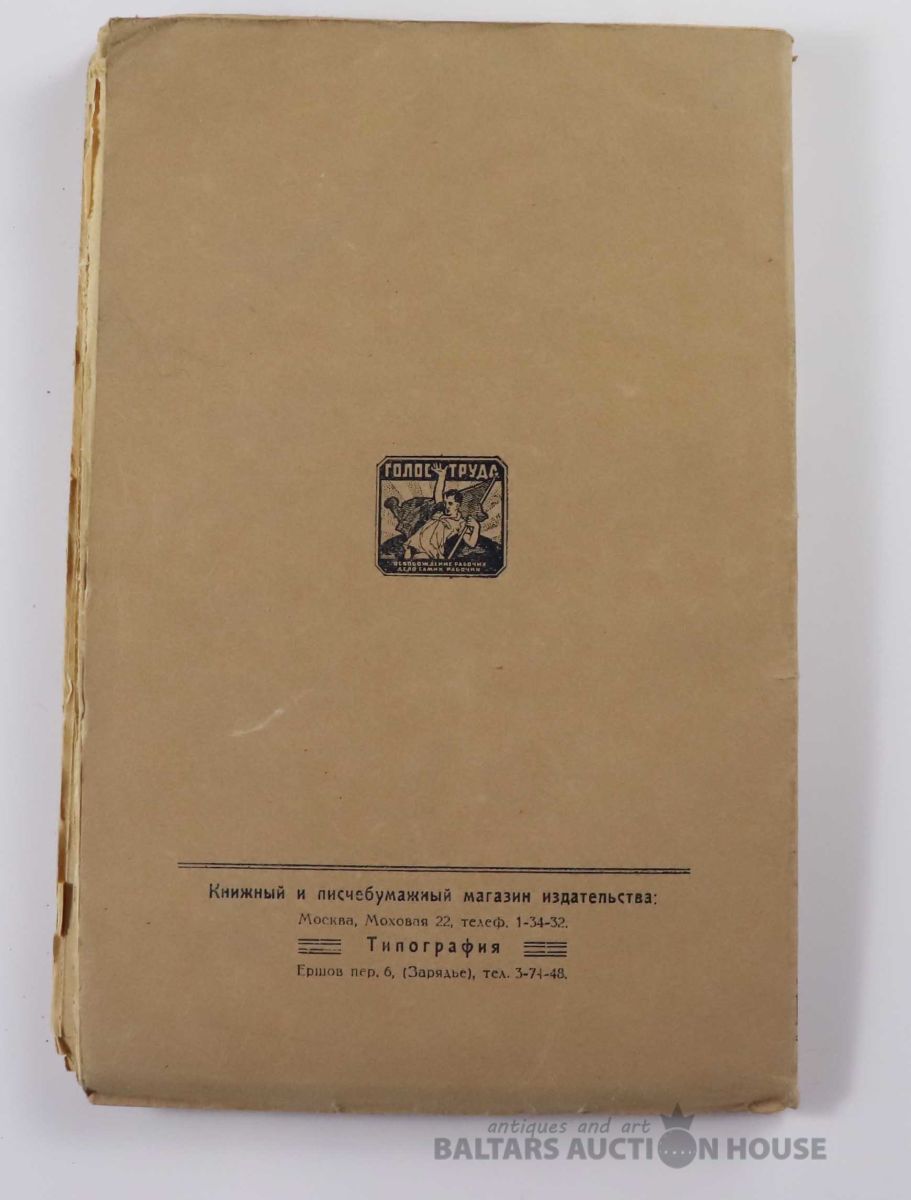 ГОЛОС ТРУДА
ОСВОБОЖДЕНИЕ РАБОЧИХ
ДЕЛО САМИХ РАБОЧИХ
Книжный и писчебумажный магазин издательства:
Москва, Моховая 22, телеф. 1-34-32.
Типография
Ершов пер. 6, (Зарядье), тел. 3-74-48.
antiques and art
BALTARS AUCTION HOUSE